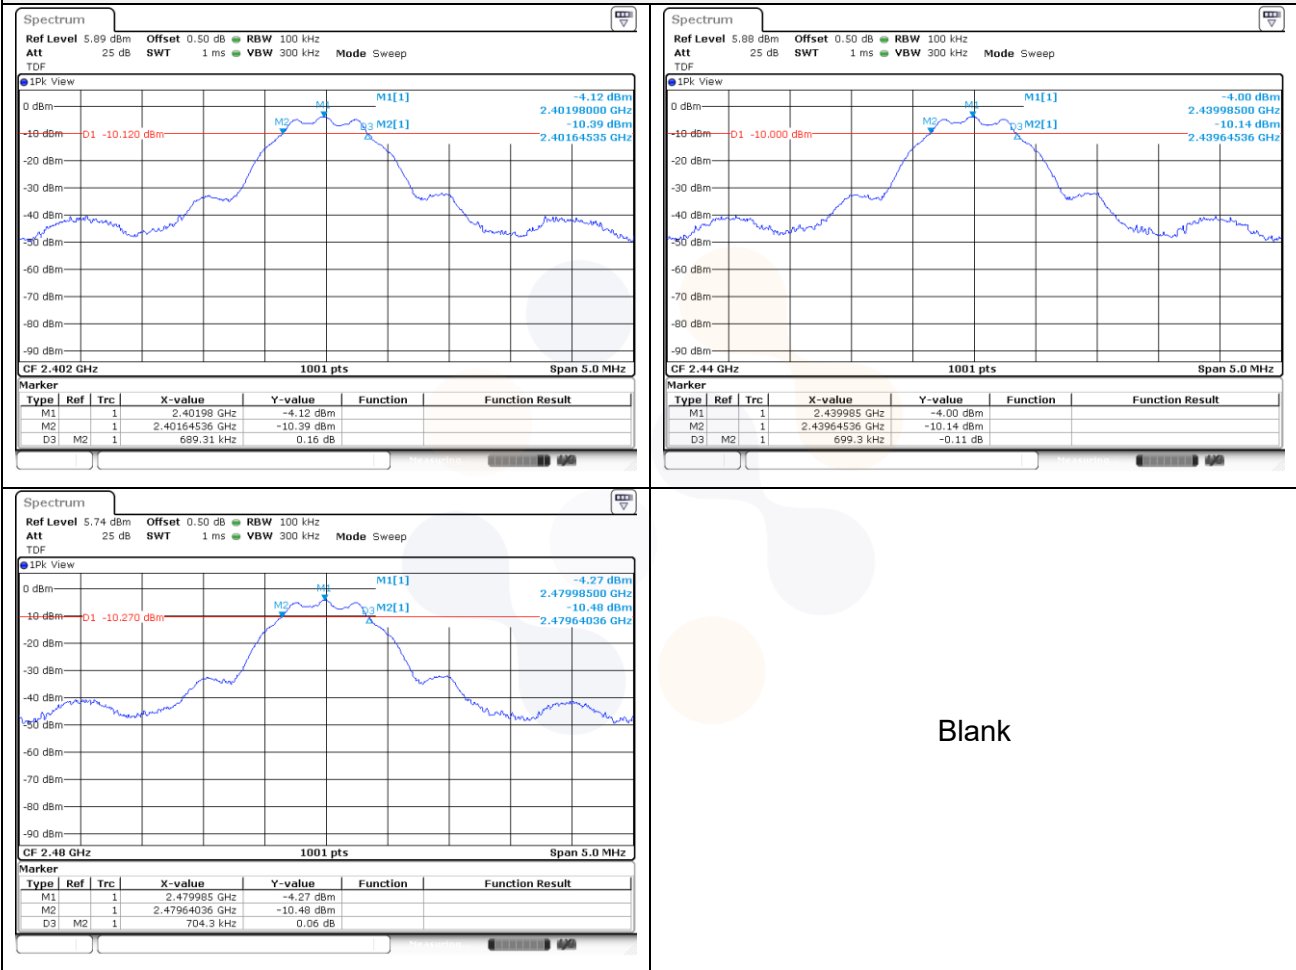 Spectrum
Ref Level 5.89 dBm Offset 0.50 dB RBW 100 kHz
Att 25 dB SWT 1 ms VBW 300 kHz Mode Sweep
TDF
1Pk View
M1[1] -4.12 dBm
2.40198000 GHz
M2[1] -10.39 dBm
2.40164535 GHz
M1
M2
D3
0 dBm
-10 dBm
D1 -10.120 dBm
-20 dBm
-30 dBm
-40 dBm
-50 dBm
-60 dBm
-70 dBm
-80 dBm
-90 dBm
CF 2.402 GHz 1001 pts Span 5.0 MHz
Marker
Type Ref Trc X-value Y-value Function Function Result
M1 1 2.40198 GHz -4.12 dBm
M2 1 2.40164536 GHz -10.39 dBm
D3 M2 1 689.31 kHz 0.16 dB
Spectrum
Ref Level 5.88 dBm Offset 0.50 dB RBW 100 kHz
Att 25 dB SWT 1 ms VBW 300 kHz Mode Sweep
TDF
1Pk View
M1[1] -4.00 dBm
2.43998500 GHz
M2[1] -10.14 dBm
2.43964536 GHz
M1
M2
D3
0 dBm
-10 dBm
D1 -10.000 dBm
-20 dBm
-30 dBm
-40 dBm
-50 dBm
-60 dBm
-70 dBm
-80 dBm
-90 dBm
CF 2.44 GHz 1001 pts Span 5.0 MHz
Marker
Type Ref Trc X-value Y-value Function Function Result
M1 1 2.439985 GHz -4.00 dBm
M2 1 2.43964536 GHz -10.14 dBm
D3 M2 1 699.3 kHz -0.11 dB
Spectrum
Ref Level 5.74 dBm Offset 0.50 dB RBW 100 kHz
Att 25 dB SWT 1 ms VBW 300 kHz Mode Sweep
TDF
1Pk View
M1[1] -4.27 dBm
2.47998500 GHz
M2[1] -10.48 dBm
2.47964036 GHz
M1
M2
D3
0 dBm
-10 dBm
D1 -10.270 dBm
-20 dBm
-30 dBm
-40 dBm
-50 dBm
-60 dBm
-70 dBm
-80 dBm
-90 dBm
CF 2.48 GHz 1001 pts Span 5.0 MHz
Marker
Type Ref Trc X-value Y-value Function Function Result
M1 1 2.479985 GHz -4.27 dBm
M2 1 2.47964036 GHz -10.48 dBm
D3 M2 1 704.3 kHz 0.06 dB
Blank